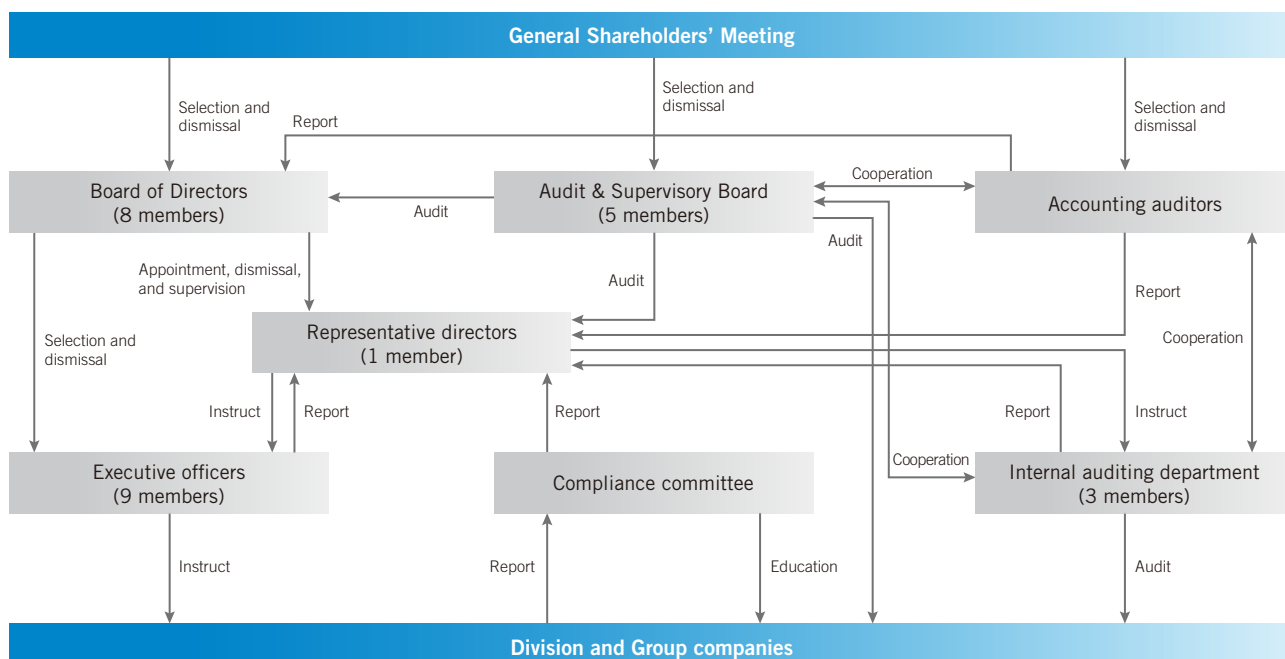 General Shareholders’ Meeting
Selection and
dismissal
Selection and
dismissal
Selection and
dismissal
Report
Board of Directors
(8 members)
Audit
Audit & Supervisory Board
(5 members)
Cooperation
Accounting auditors
Audit
Appointment, dismissal,
and supervision
Audit
Report
Representative directors
(1 member)
Selection and
dismissal
Cooperation
Instruct
Report
Report
Report
Instruct
Executive officers
(9 members)
Compliance committee
Cooperation
Internal auditing department
(3 members)
Instruct
Report
Education
Audit
Division and Group companies